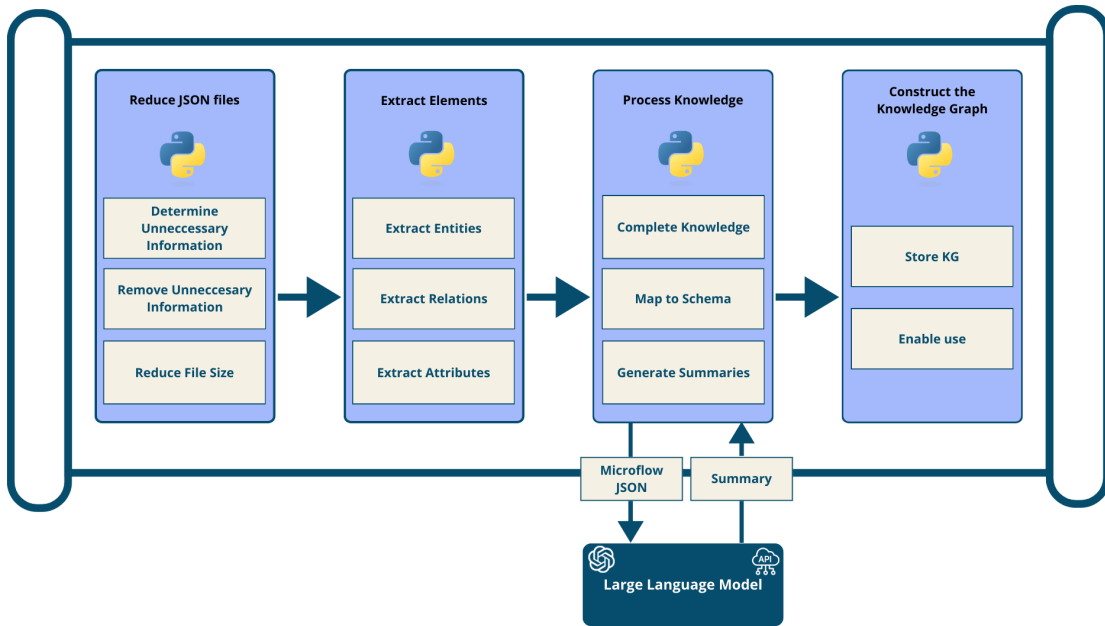 Reduce JSON files
Determine
Unneccessary
Information
Remove Unneccesary
Information
Reduce File Size
Extract Elements
Extract Entities
Extract Relations
Extract Attributes
Process Knowledge
Complete Knowledge
Map to Schema
Generate Summaries
Construct the
Knowledge Graph
Store KG
Enable use
Microflow
JSON
Summary
API
Large Language Model